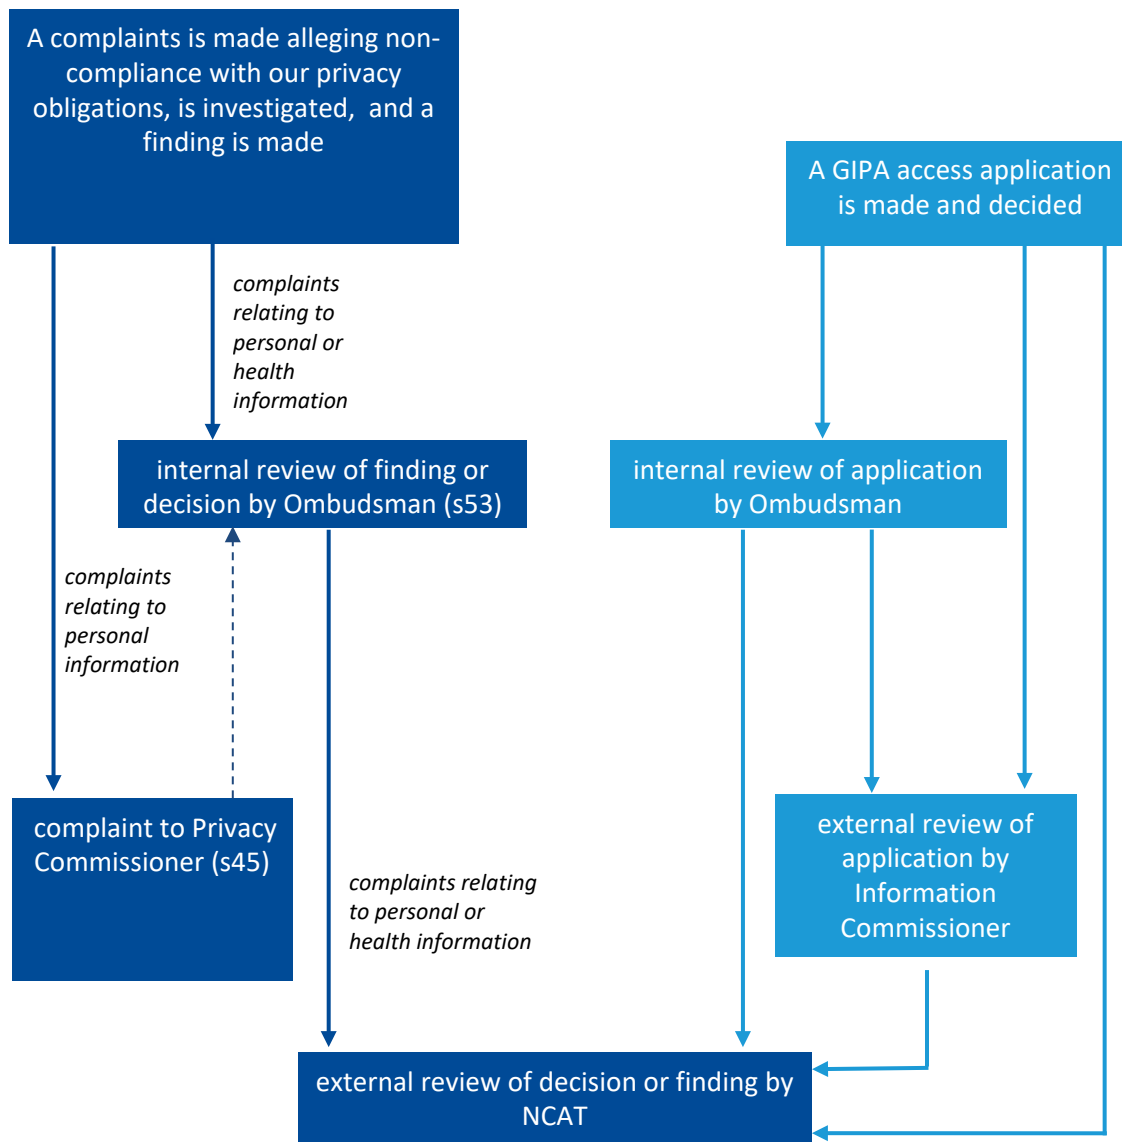 A complaints is made alleging non-
compliance with our privacy
obligations, is investigated, and a
finding is made
A GIPA access application
is made and decided
complaints
relating to
personal or
health
information
internal review of finding or
decision by Ombudsman (s53)
internal review of application
by Ombudsman
complaints
relating to
personal
information
complaint to Privacy
Commissioner (s45)
complaints relating
to personal or
health information
external review of
application by
Information
Commissioner
external review of decision or finding by
NCAT